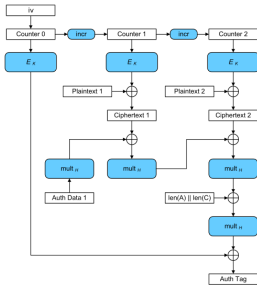 iv
Counter 0 incr Counter 1 incr Counter 2
E K E K E K
Plaintext 1 Plaintext 2
Ciphertext 1 Ciphertext 2
mult H mult H mult H
Auth Data 1 len(A) || len(C)
mult H
Auth Tag